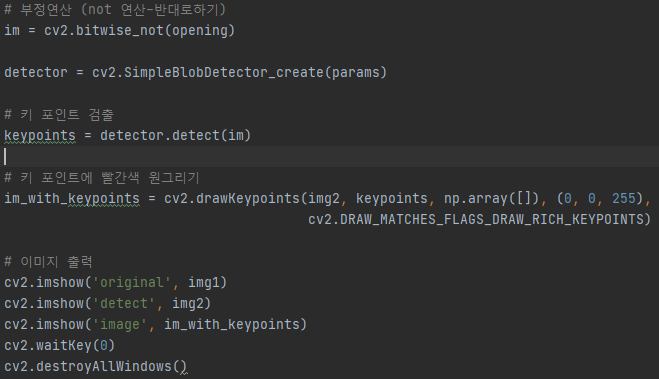 # 부정연산 (not 연산-반대로하기)
im = cv2.bitwise_not(opening)
detector = cv2.SimpleBlobDetector_create(params)
# 키 포인트 검출
keypoints = detector.detect(im)
# 키 포인트에 빨간색 원그리기
im_with_keypoints = cv2.drawKeypoints(img2, keypoints, np.array([]), (0, 0, 255),
cv2.DRAW_MATCHES_FLAGS_DRAW_RICH_KEYPOINTS)
# 이미지 출력
cv2.imshow('original', img1)
cv2.imshow('detect', img2)
cv2.imshow('image', im_with_keypoints)
cv2.waitKey(0)
cv2.destroyAllWindows()